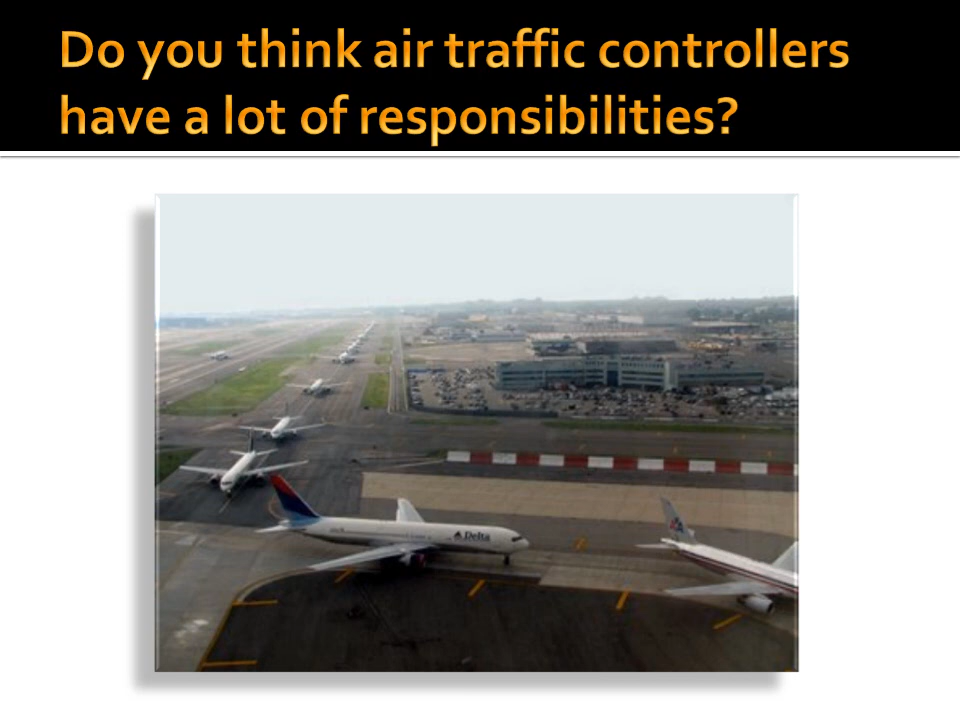 Do you think air traffic controllers
have a lot of responsibilities?
Delta